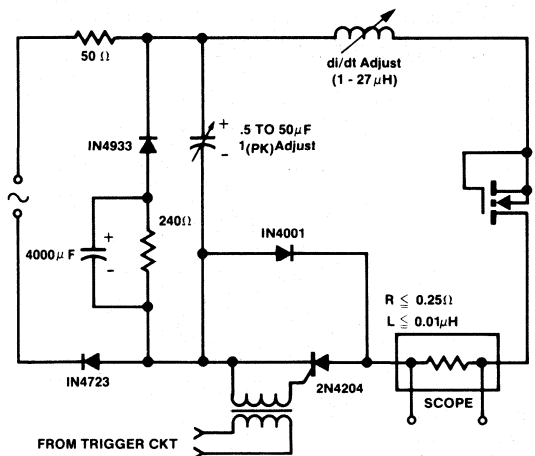 50 Ω
di/dt Adjust
(1 - 27 μH)
+
.5 TO 50μF
I(PK) Adjust
-
IN4933
+
4000μ F
-
240Ω
IN4001
R ≦ 0.25Ω
L ≦ 0.01μH
IN4723
2N4204
SCOPE
FROM TRIGGER CKT